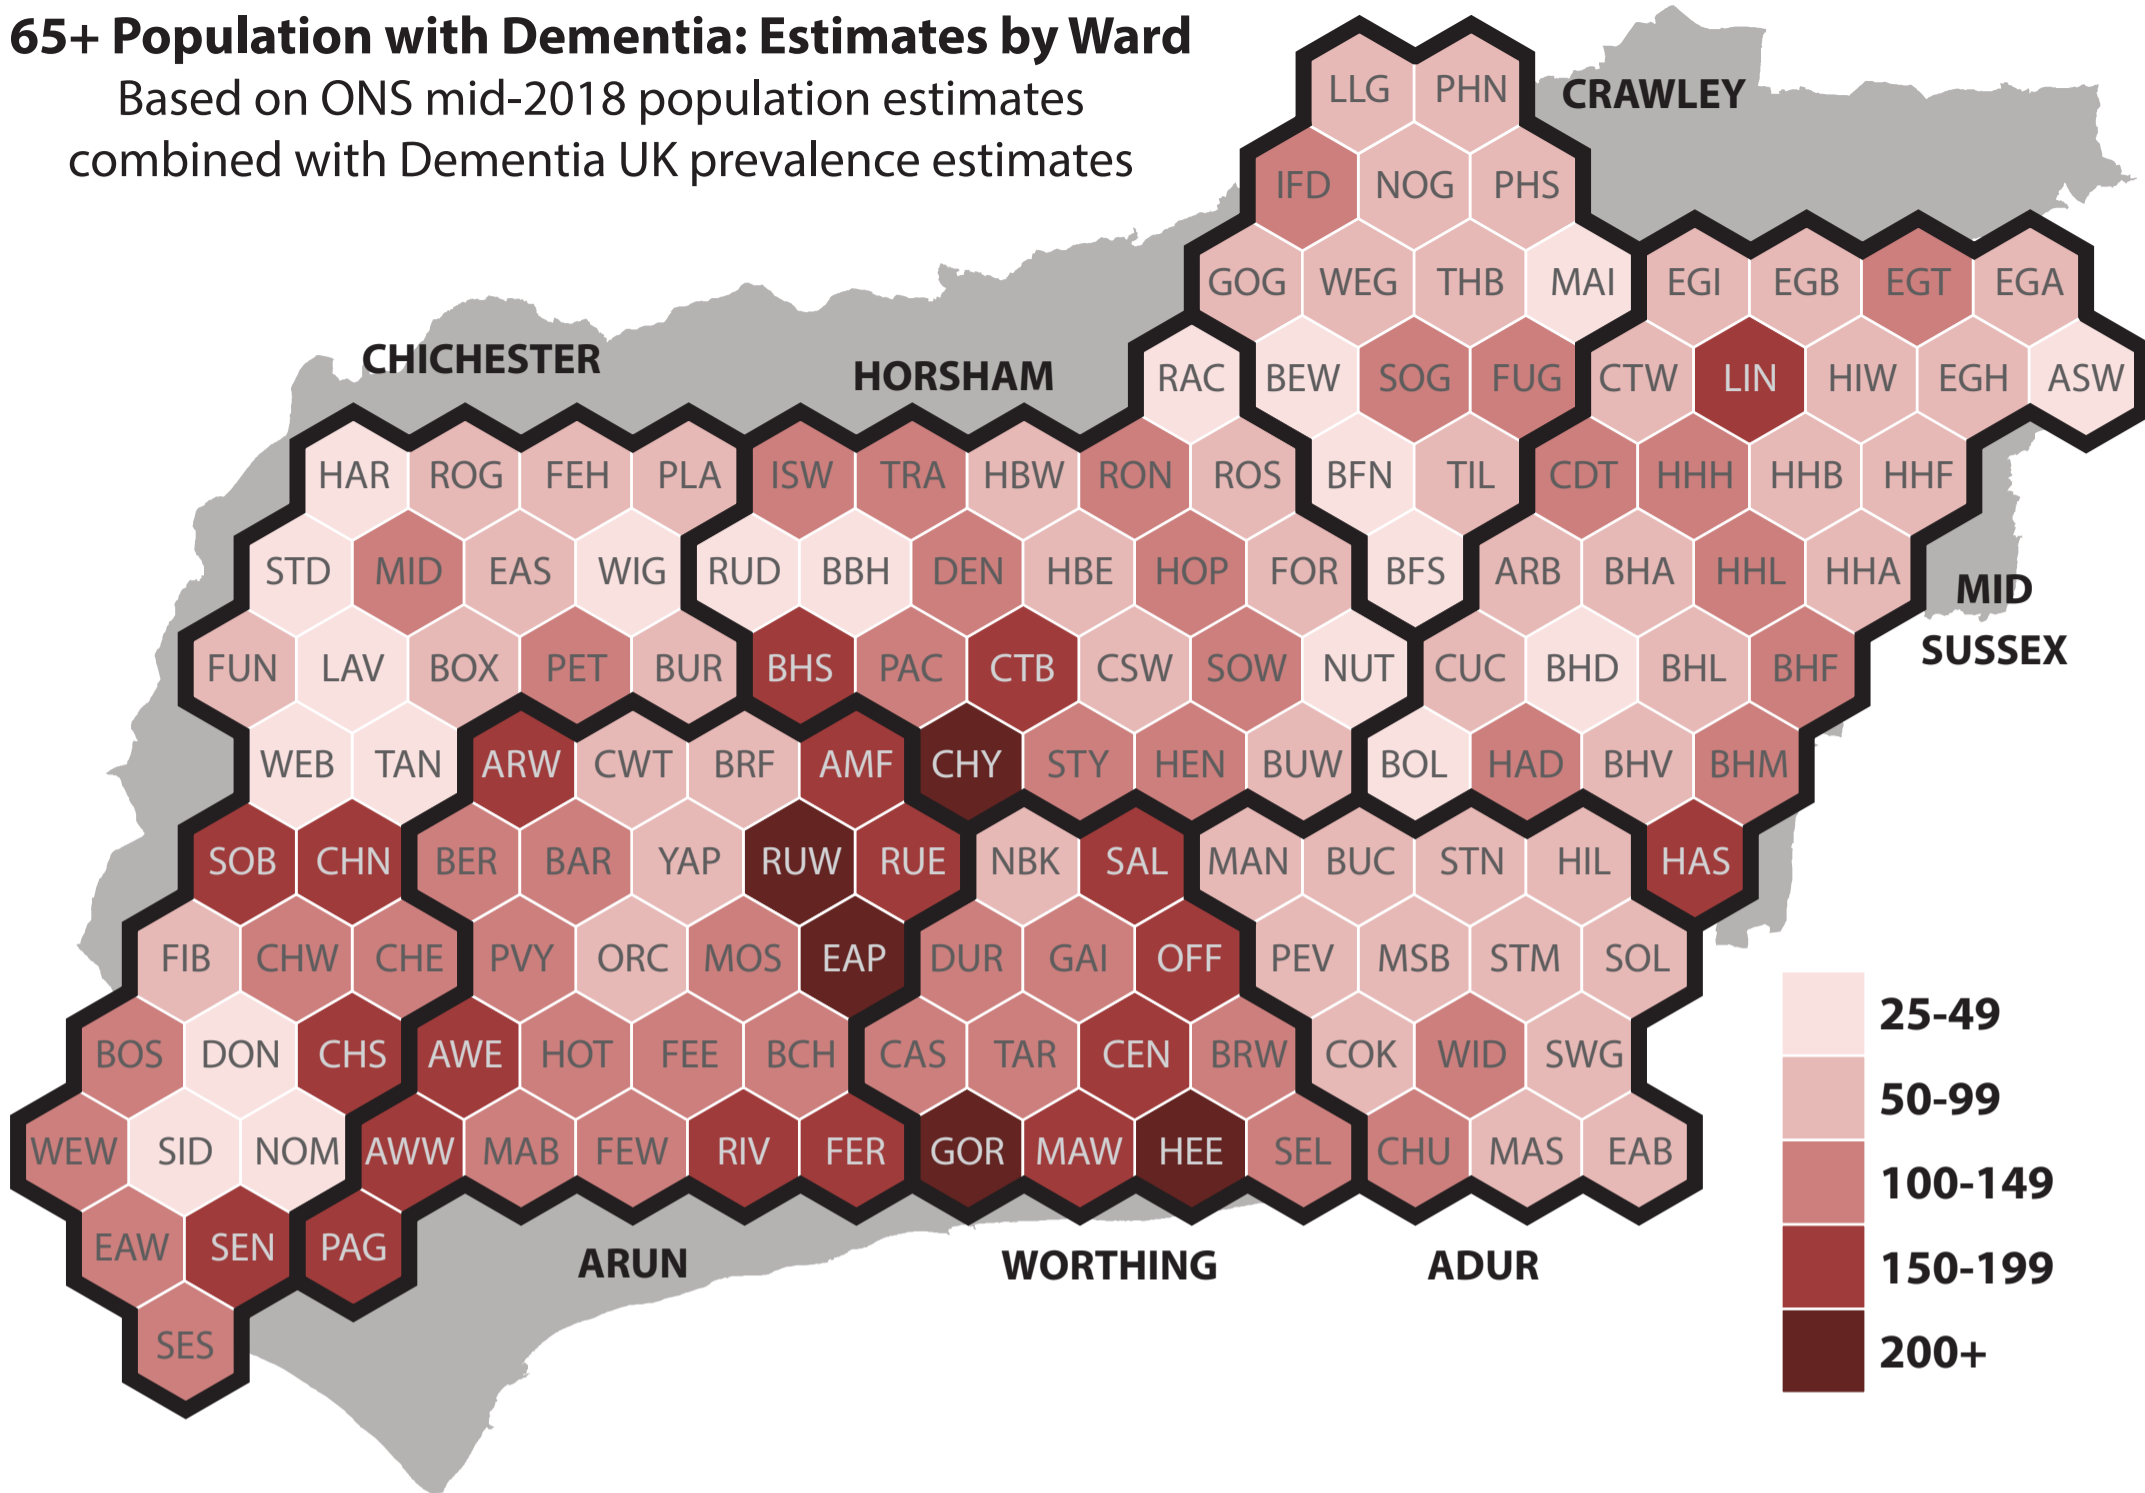 65+ Population with Dementia: Estimates by Ward
Based on ONS mid-2018 population estimates
combined with Dementia UK prevalence estimates
LLG PHN CRAWLEY
IFD NOG PHS
GOG WEG THB MAI EGI EGB EGT EGA
CHICHESTER HORSHAM RAC BEW SOG FUG CTW LIN HIW EGH ASW
HAR ROG FEH PLA ISW TRA HBW RON ROS BFN TIL CDT HHH HHB HHF
STD MID EAS WIG RUD BBH DEN HBE HOP FOR BFS ARB BHA HHL HHA
MID
SUSSEX
FUN LAV BOX PET BUR BHS PAC CTB CSW SOW NUT CUC BHD BHL BHF
WEB TAN ARW CWT BRF AMF CHY STY HEN BUW BOL HAD BHV BHM
SOB CHN BER BAR YAP RUW RUE NBK SAL MAN BUC STN HIL HAS
FIB CHW CHE PVY ORC MOS EAP DUR GAI OFF PEV MSB STM SOL
BOS DON CHS AWE HOT FEE BCH CAS TAR CEN BRW COK WID SWG
WEW SID NOM AWW MAB FEW RIV FER GOR MAW HEE SEL CHU MAS EAB
EAW SEN PAG ARUN WORTHING ADUR
SES
25-49
50-99
100-149
150-199
200+